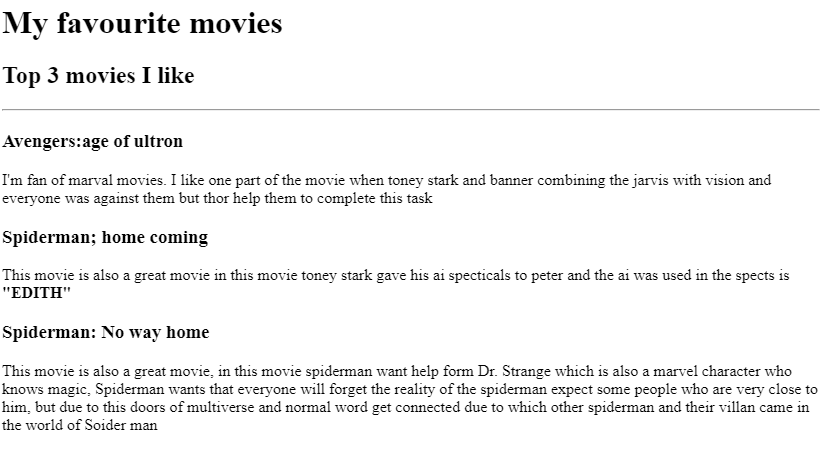 My favourite movies
Top 3 movies I like
Avengers:age of ultron
I'm fan of marval movies. I like one part of the movie when toney stark and banner combining the jarvis with vision and
everyone was against them but thor help them to complete this task
Spiderman; home coming
This movie is also a great movie in this movie toney stark gave his ai specticals to peter and the ai was used in the spects is
"EDITH"
Spiderman: No way home
This movie is also a great movie, in this movie spiderman want help form Dr. Strange which is also a marvel character who
knows magic, Spiderman wants that everyone will forget the reality of the spiderman expect some people who are very close to
him, but due to this doors of multiverse and normal word get connected due to which other spiderman and their villan came in
the world of Soider man